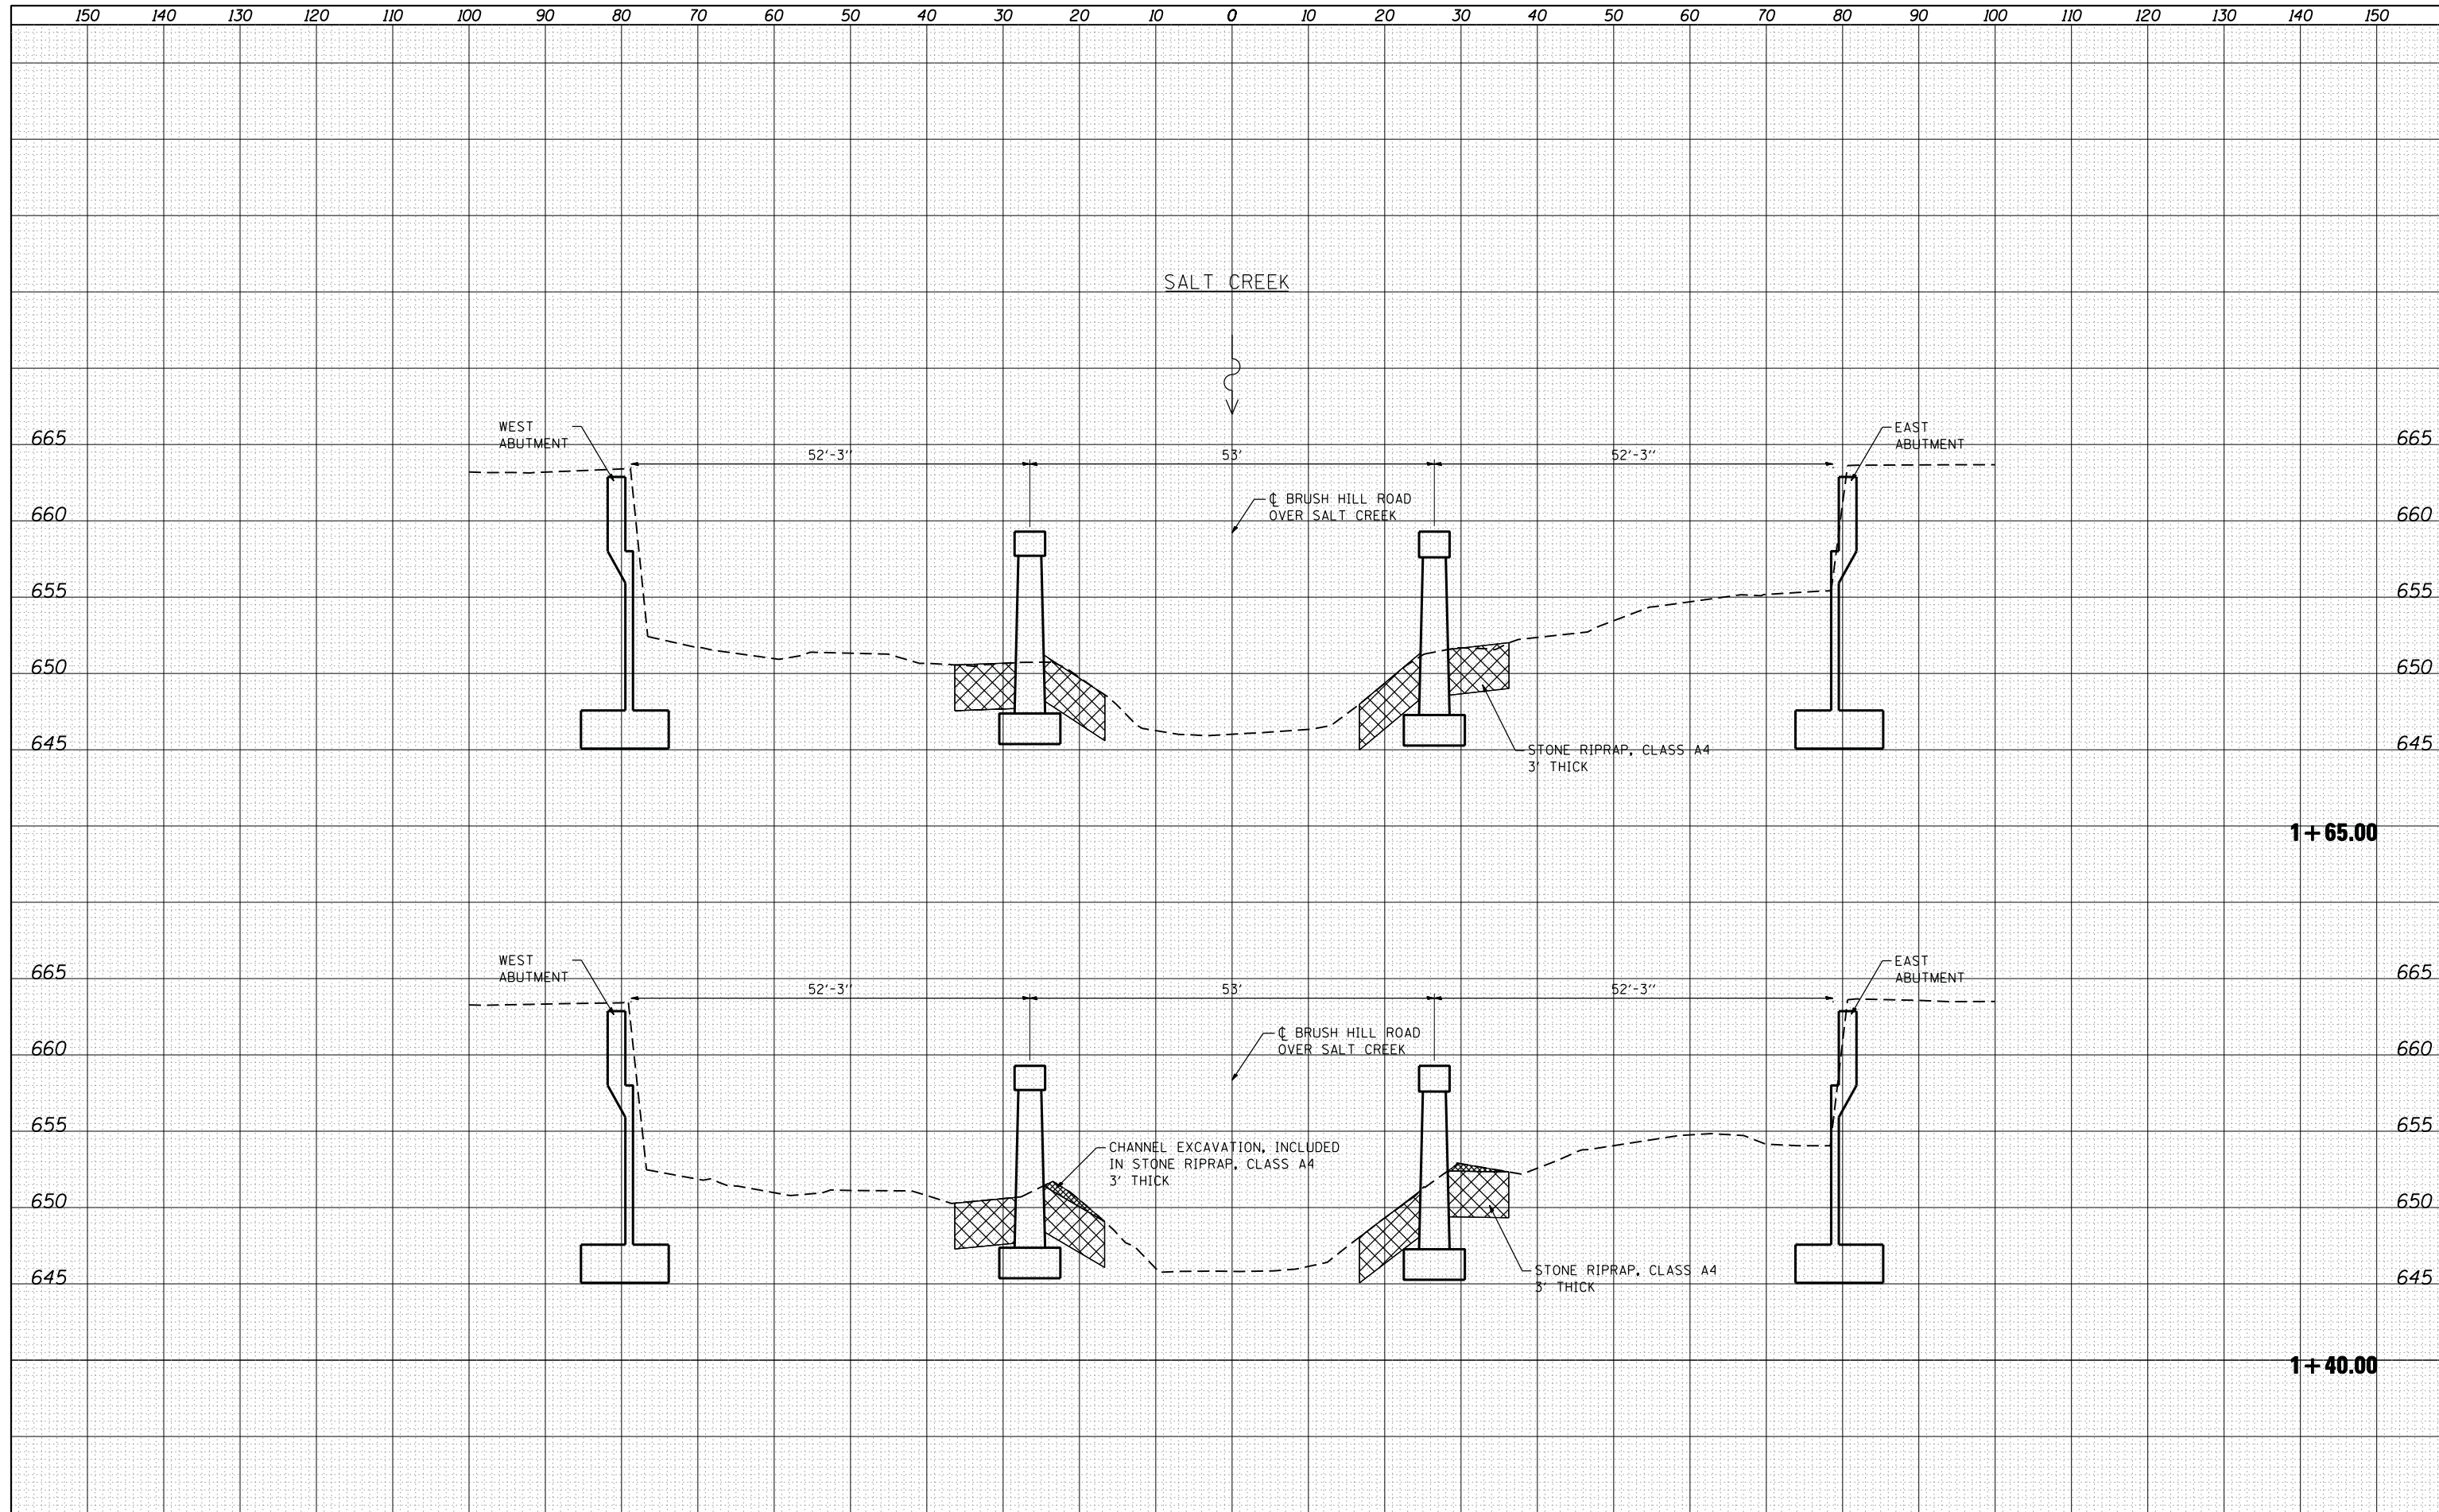 150 140 130 120 110 100 90 80 70 60 50 40 30 20 10 0 10 20 30 40 50 60 70 80 90 100 110 120 130 140 150
SALT CREEK
WEST
ABUTMENT
EAST
ABUTMENT
665 665
52'-3" 53' 52'-3"
℄ BRUSH HILL ROAD
OVER SALT CREEK
660 660
655 655
650 650
645 645
STONE RIPRAP, CLASS A4
3' THICK
1+65.00
WEST
ABUTMENT
EAST
ABUTMENT
665 665
52'-3" 53' 52'-3"
℄ BRUSH HILL ROAD
OVER SALT CREEK
660 660
655 655
CHANNEL EXCAVATION, INCLUDED
IN STONE RIPRAP, CLASS A4
3' THICK
650 650
STONE RIPRAP, CLASS A4
3' THICK
645 645
1+40.00